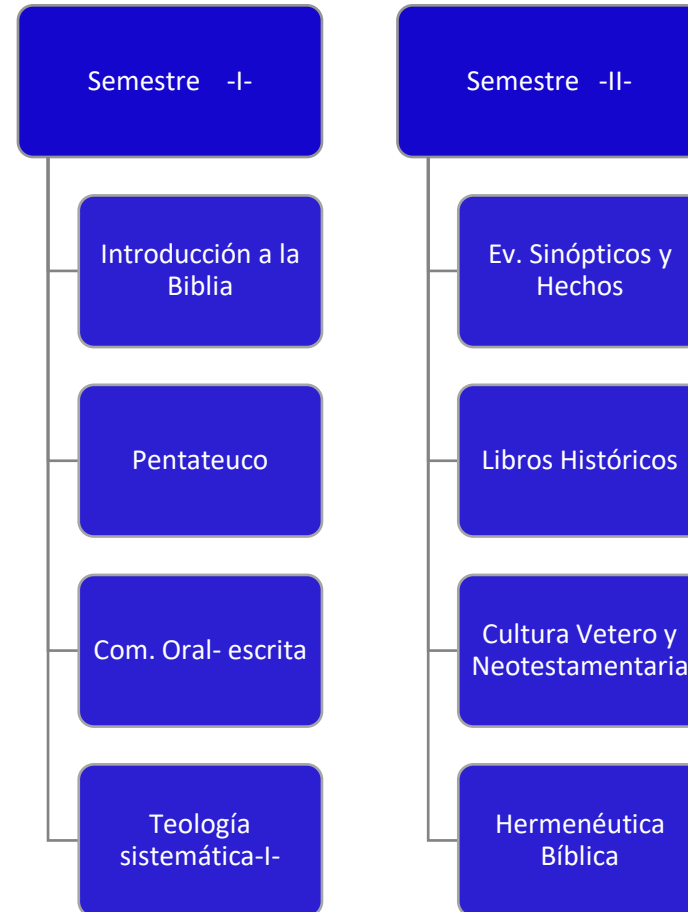 Semestre -I-
Introducción a la
Biblia
Pentateuco
Com. Oral- escrita
Teología
sistemática-I-
Semestre -II-
Ev. Sinópticos y
Hechos
Libros Históricos
Cultura Vetero y
Neotestamentaria
Hermenéutica
Bíblica